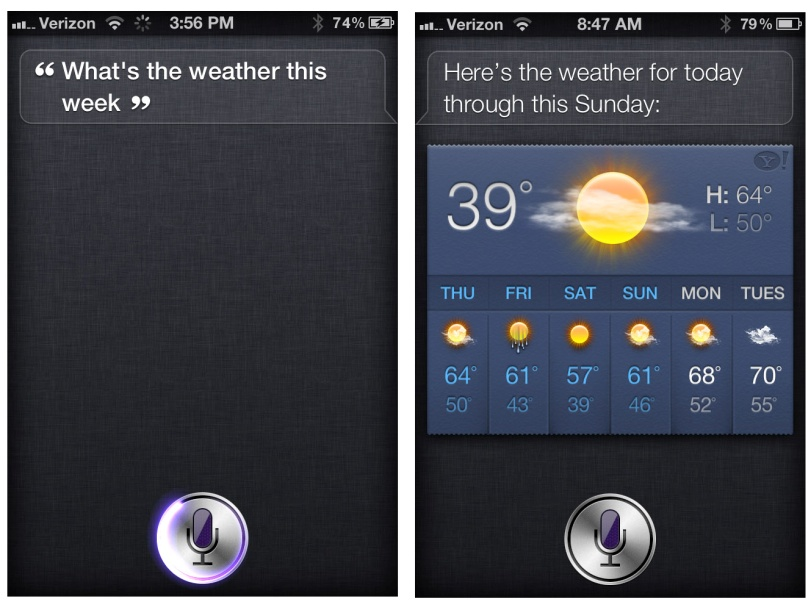 Verizon 3:56 PM 74%
“ What's the weather this
week ”
Verizon 8:47 AM 79%
Here's the weather for today
through this Sunday:
Y!
39° H: 64°
L: 50°
THU FRI SAT SUN MON TUES
64° 61° 57° 61° 68° 70°
50° 43° 39° 46° 52° 55°